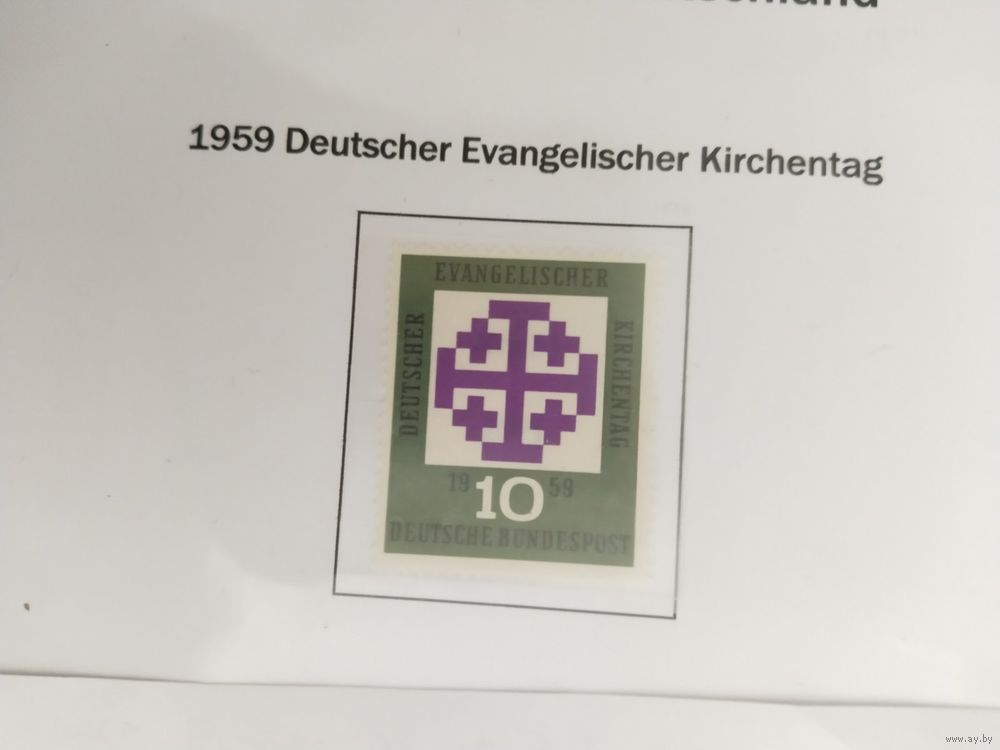 1959 Deutscher Evangelischer Kirchentag
EVANGELISCHER
DEUTSCHER
KIRCHENTAG
19 10 59
DEUTSCHE BUNDESPOST
www.ay.by